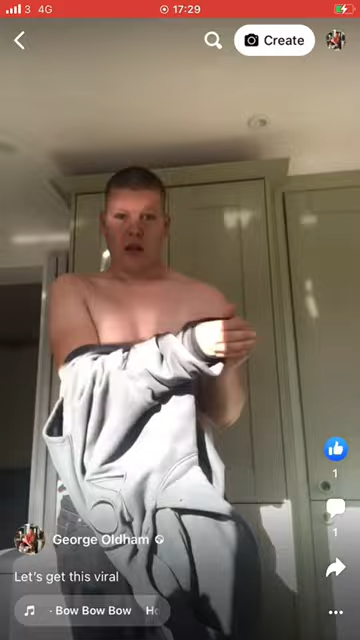 3 4G 17:29
Create
1
1
George Oldham
Let's get this viral
· Bow Bow Bow